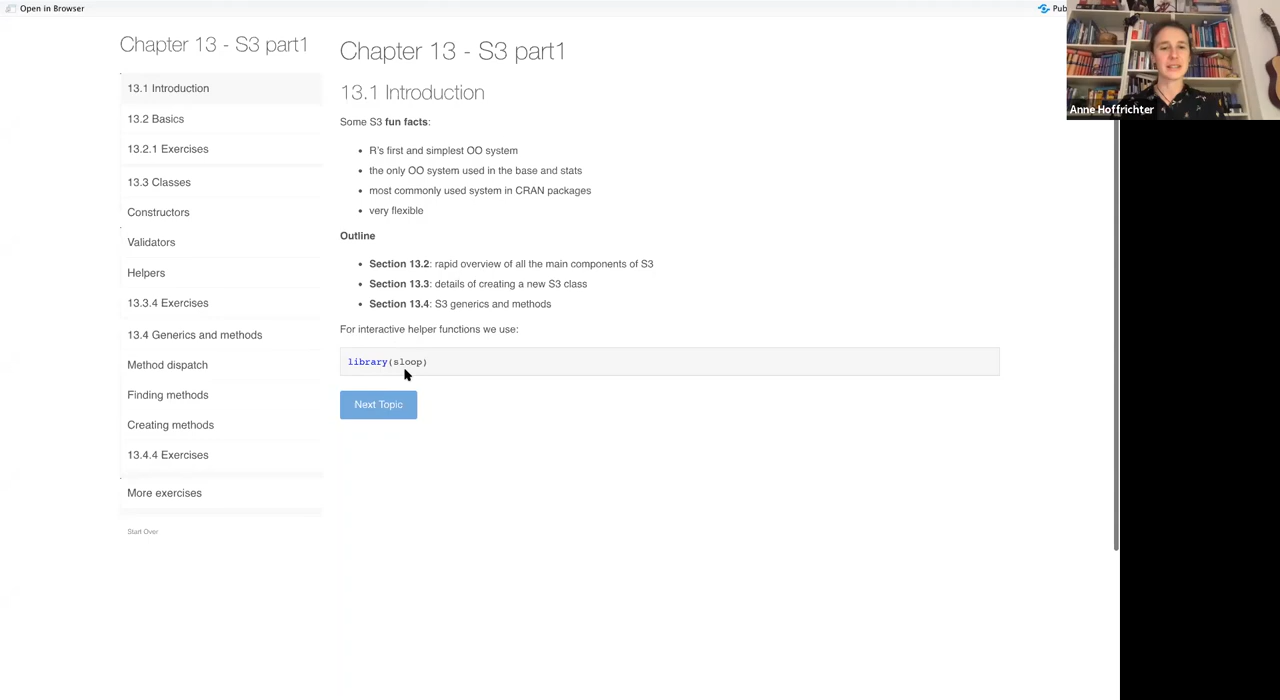 Open in Browser
Pub
Anne Hoffrichter
Chapter 13 - S3 part1
13.1 Introduction
13.2 Basics
13.2.1 Exercises
13.3 Classes
Constructors
Validators
Helpers
13.3.4 Exercises
13.4 Generics and methods
Method dispatch
Finding methods
Creating methods
13.4.4 Exercises
More exercises
Start Over
Chapter 13 - S3 part1
13.1 Introduction
Some S3 fun facts:
• R's first and simplest OO system
• the only OO system used in the base and stats
• most commonly used system in CRAN packages
• very flexible
Outline
• Section 13.2: rapid overview of all the main components of S3
• Section 13.3: details of creating a new S3 class
• Section 13.4: S3 generics and methods
For interactive helper functions we use:
library(sloop)
Next Topic